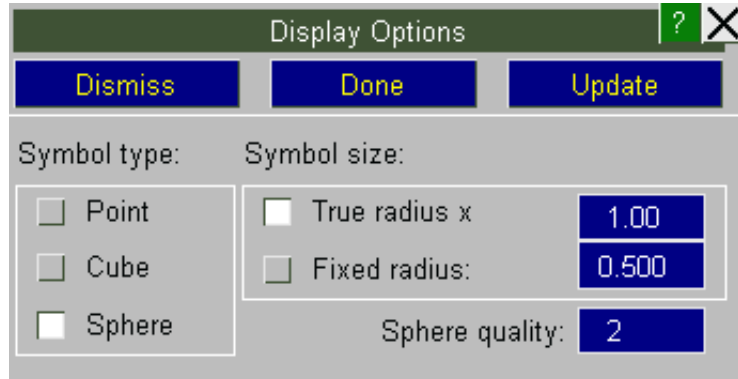 Display Options ?
Dismiss Done Update
Symbol type: Symbol size:
Point True radius x 1.00
Cube Fixed radius: 0.500
Sphere Sphere quality: 2